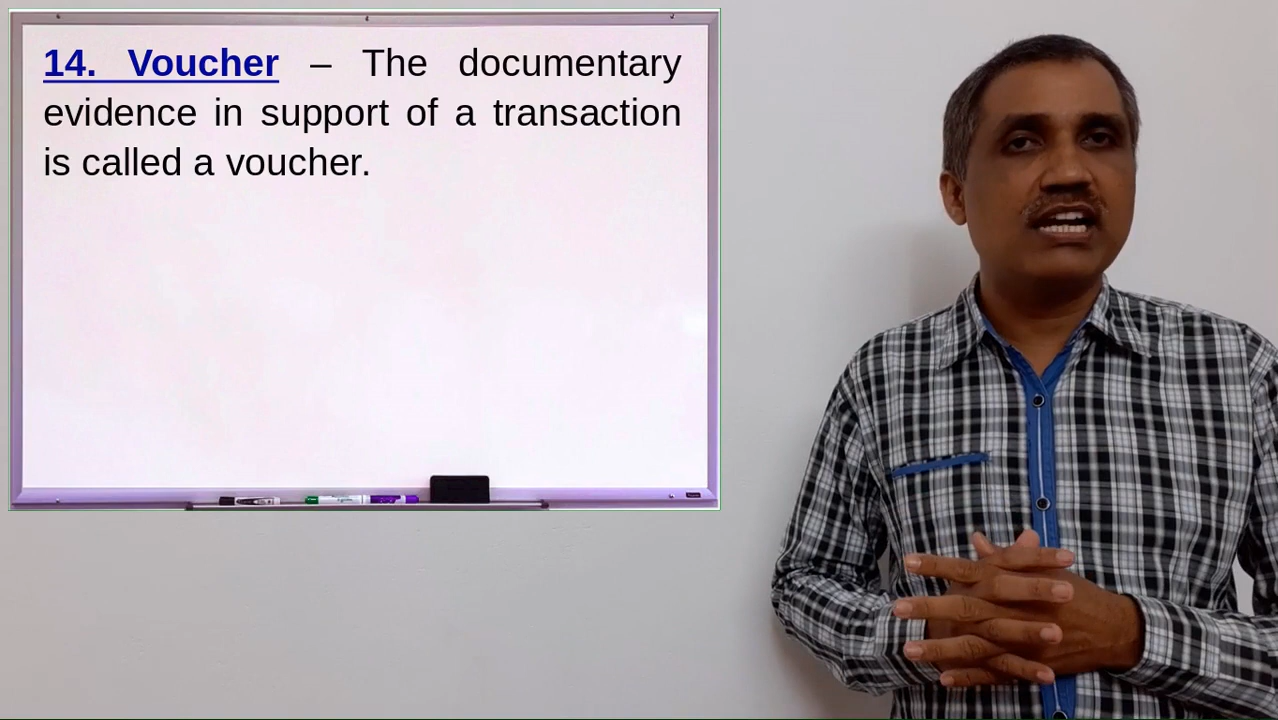 14. Voucher – The documentary
evidence in support of a transaction
is called a voucher.